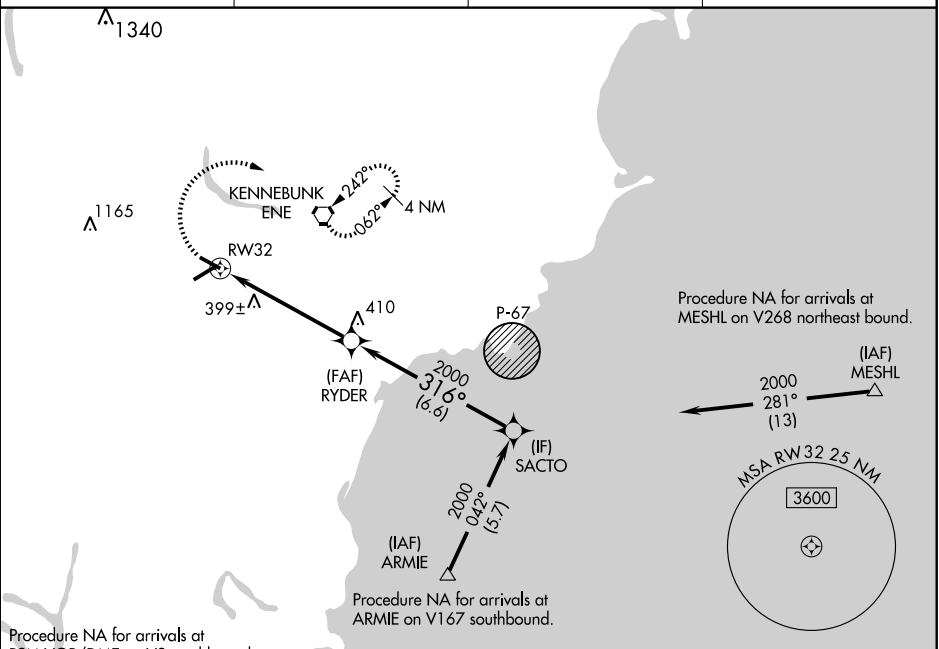 1340
KENNEBUNK
ENE
242°
062°
4 NM
1165
RW32
399±
410
P-67
Procedure NA for arrivals at
MESHL on V268 northeast bound.
(IAF)
MESHL
2000
281°
(13)
(FAF)
RYDER
2000
316°
(6.6)
(IF)
SACTO
MSA RW32 25 NM
3600
2000
042°
(5.7)
(IAF)
ARMIE
Procedure NA for arrivals at
ARMIE on V167 southbound.
Procedure NA for arrivals at